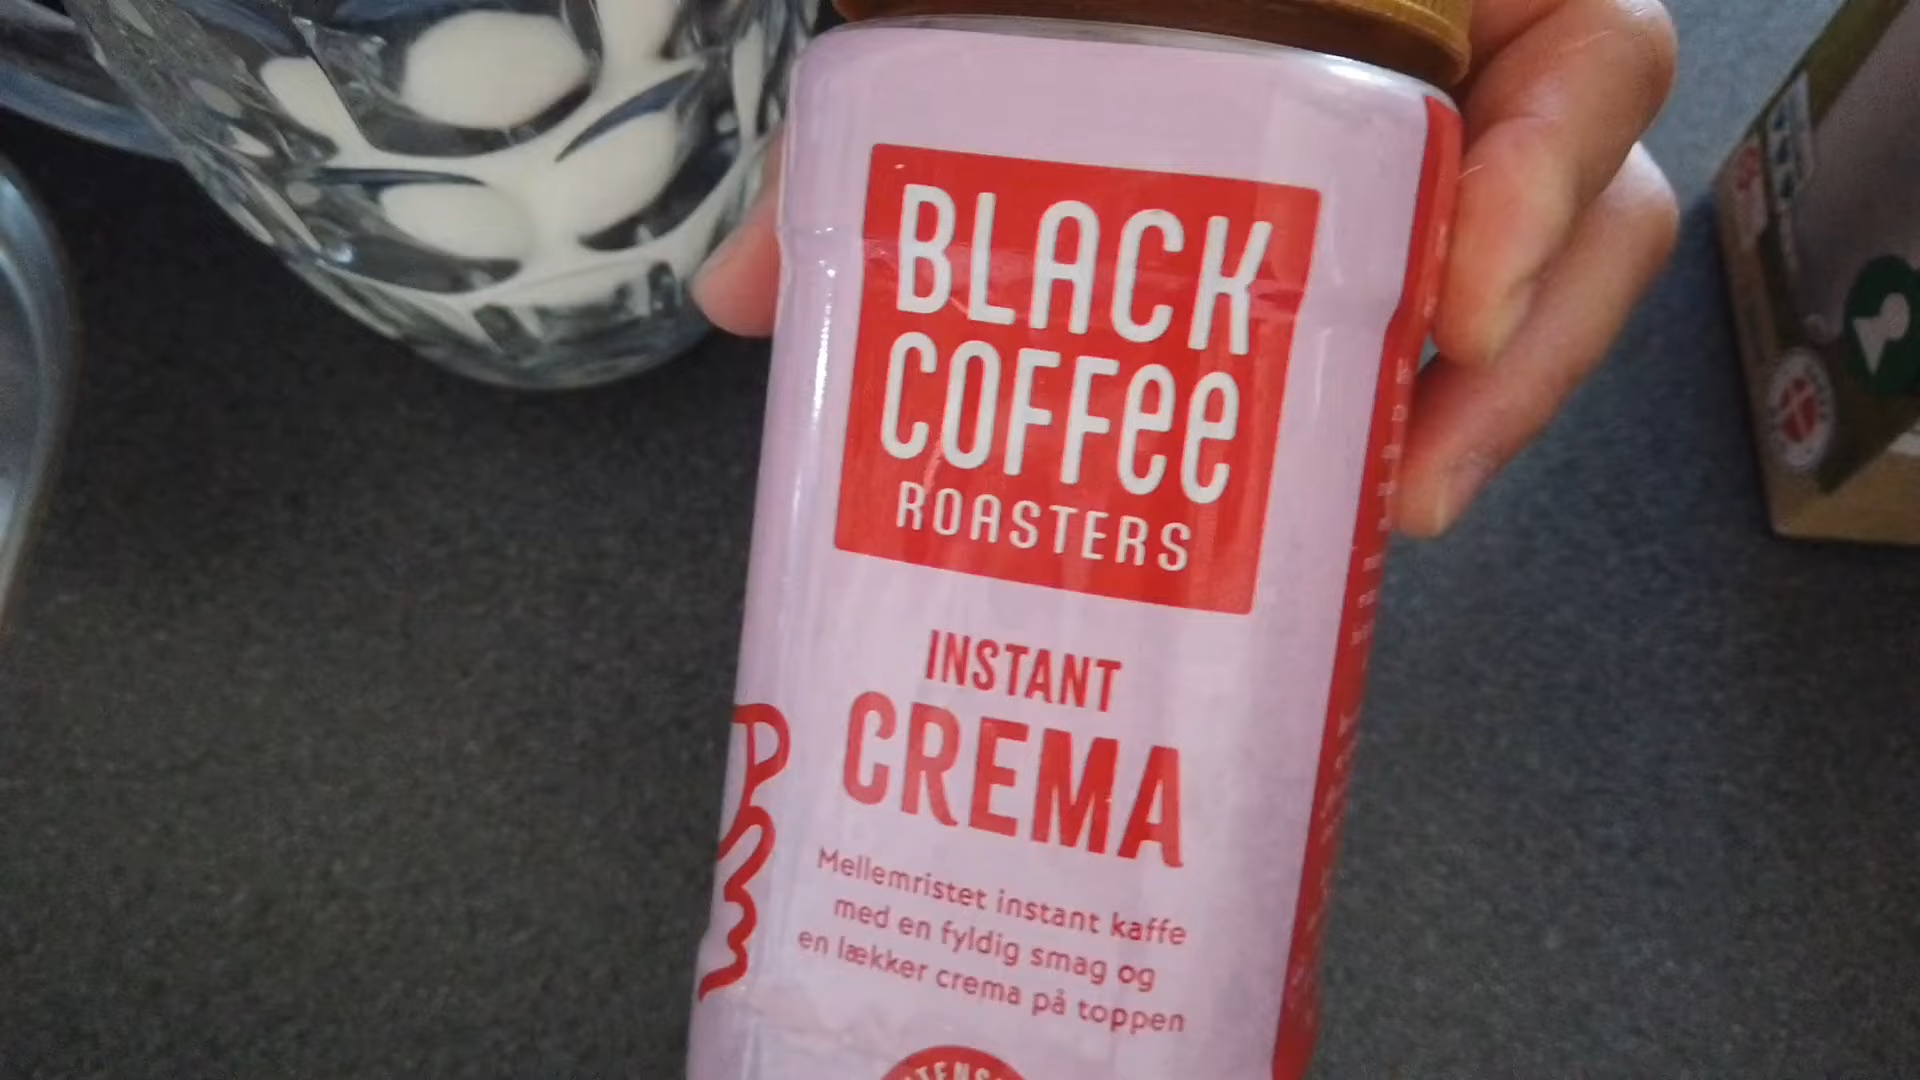 BLACK
COFFee
ROASTERS
INSTANT
CREMA
Mellemristet instant kaffe
med en fyldig smag og
en lækker crema på toppen